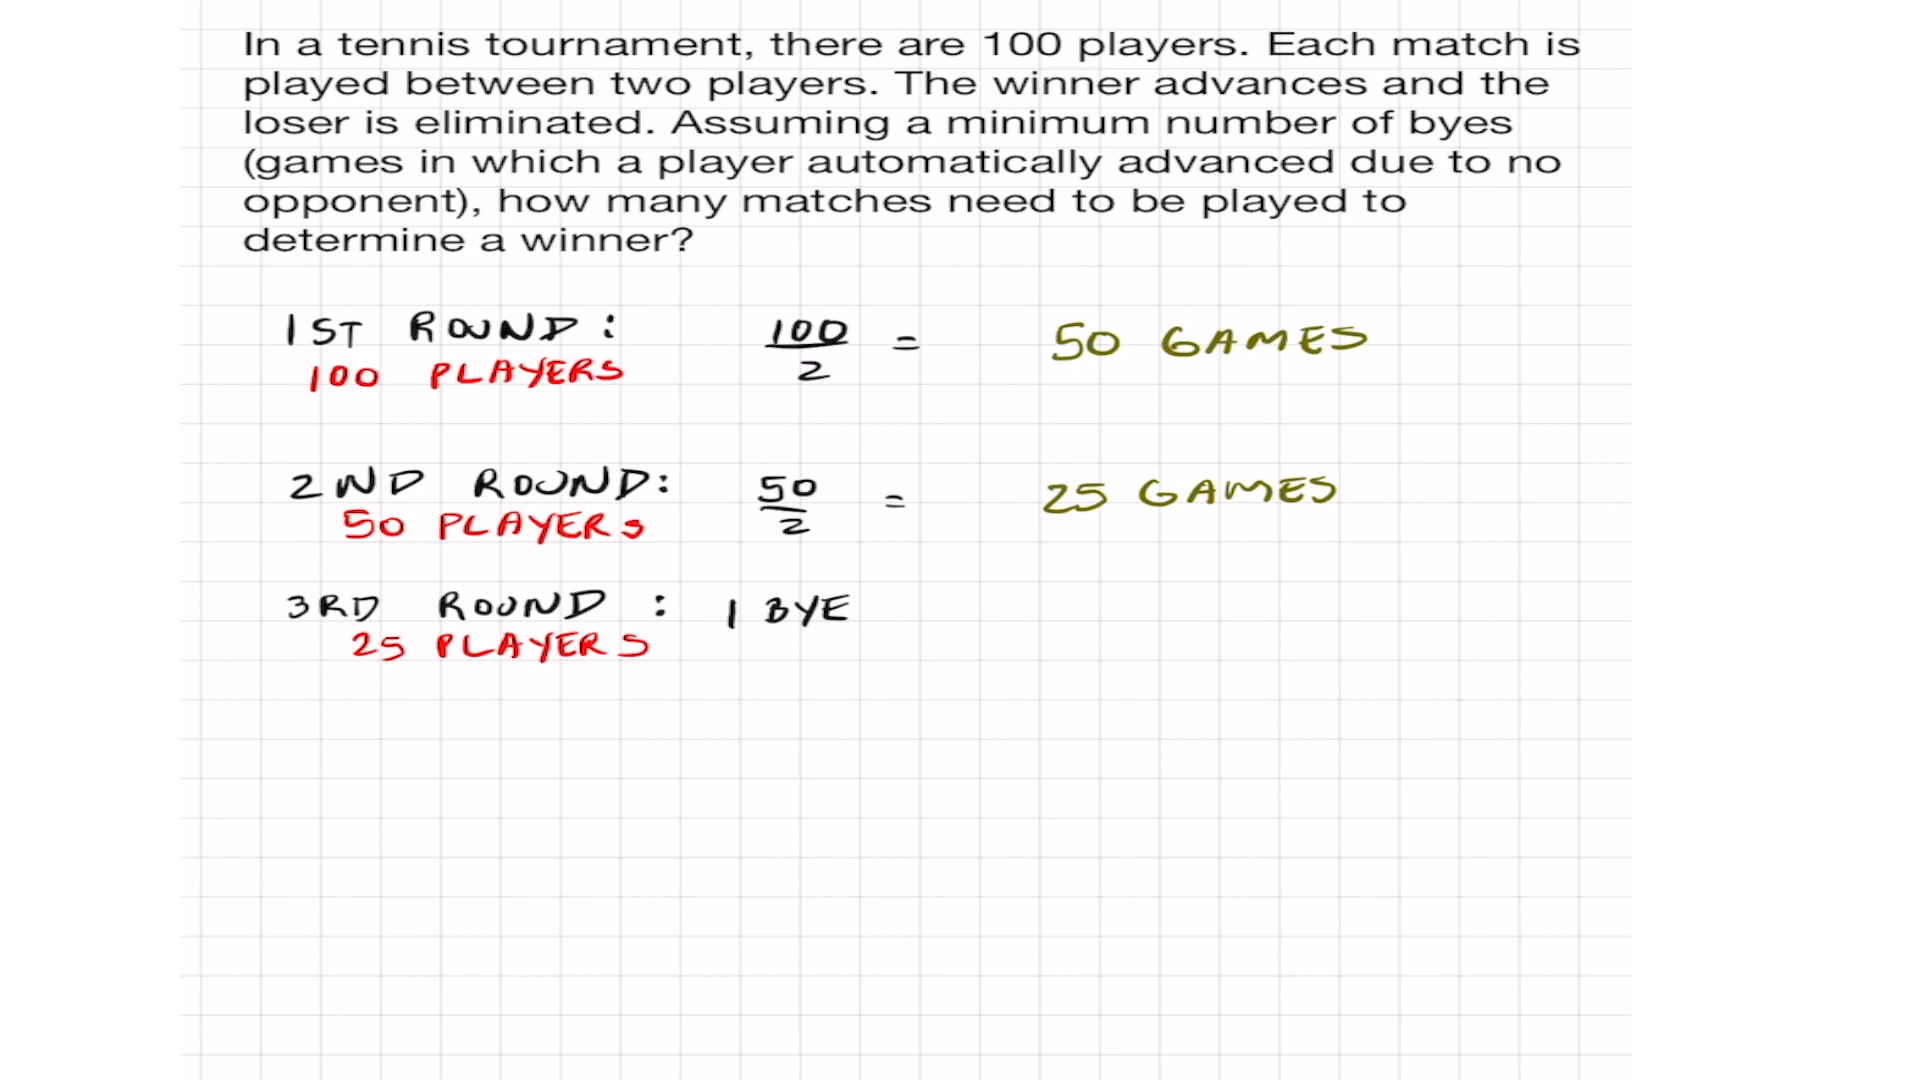 In a tennis tournament, there are 100 players. Each match is
played between two players. The winner advances and the
loser is eliminated. Assuming a minimum number of byes
(games in which a player automatically advanced due to no
opponent), how many matches need to be played to
determine a winner?
1ST ROUND: 100/2 = 50 GAMES
100 PLAYERS
2ND ROUND: 50/2 = 25 GAMES
50 PLAYERS
3RD ROUND: 1 BYE
25 PLAYERS